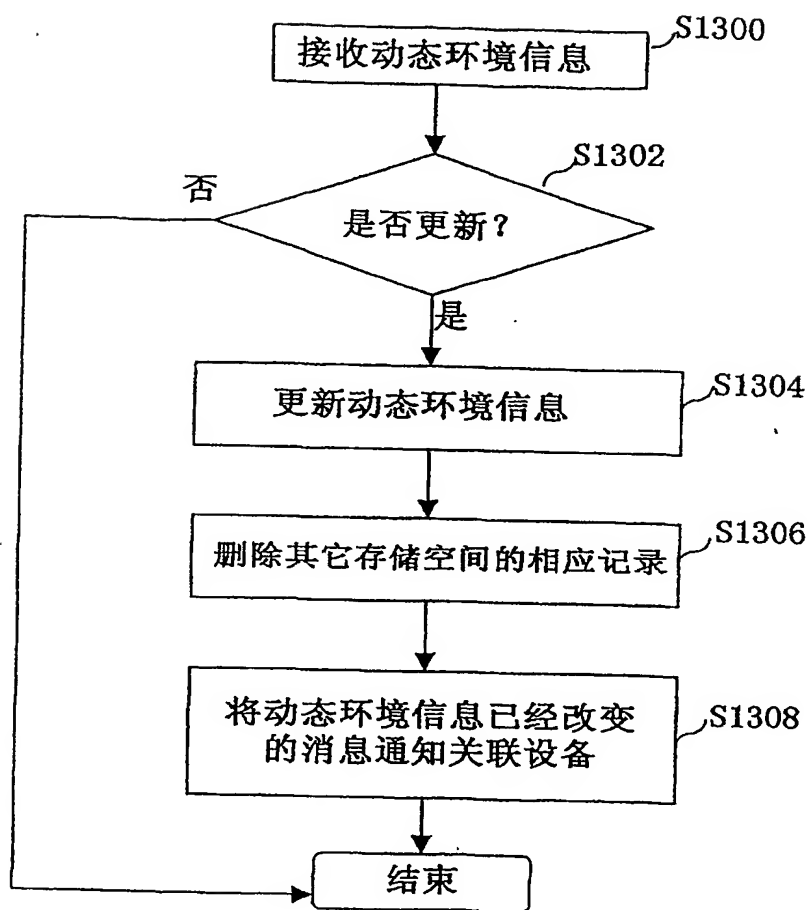 接收动态环境信息
S1300
S1302
否
是否更新？
是
更新动态环境信息
S1304
删除其它存储空间的相应记录
S1306
将动态环境信息已经改变
的消息通知关联设备
S1308
结束